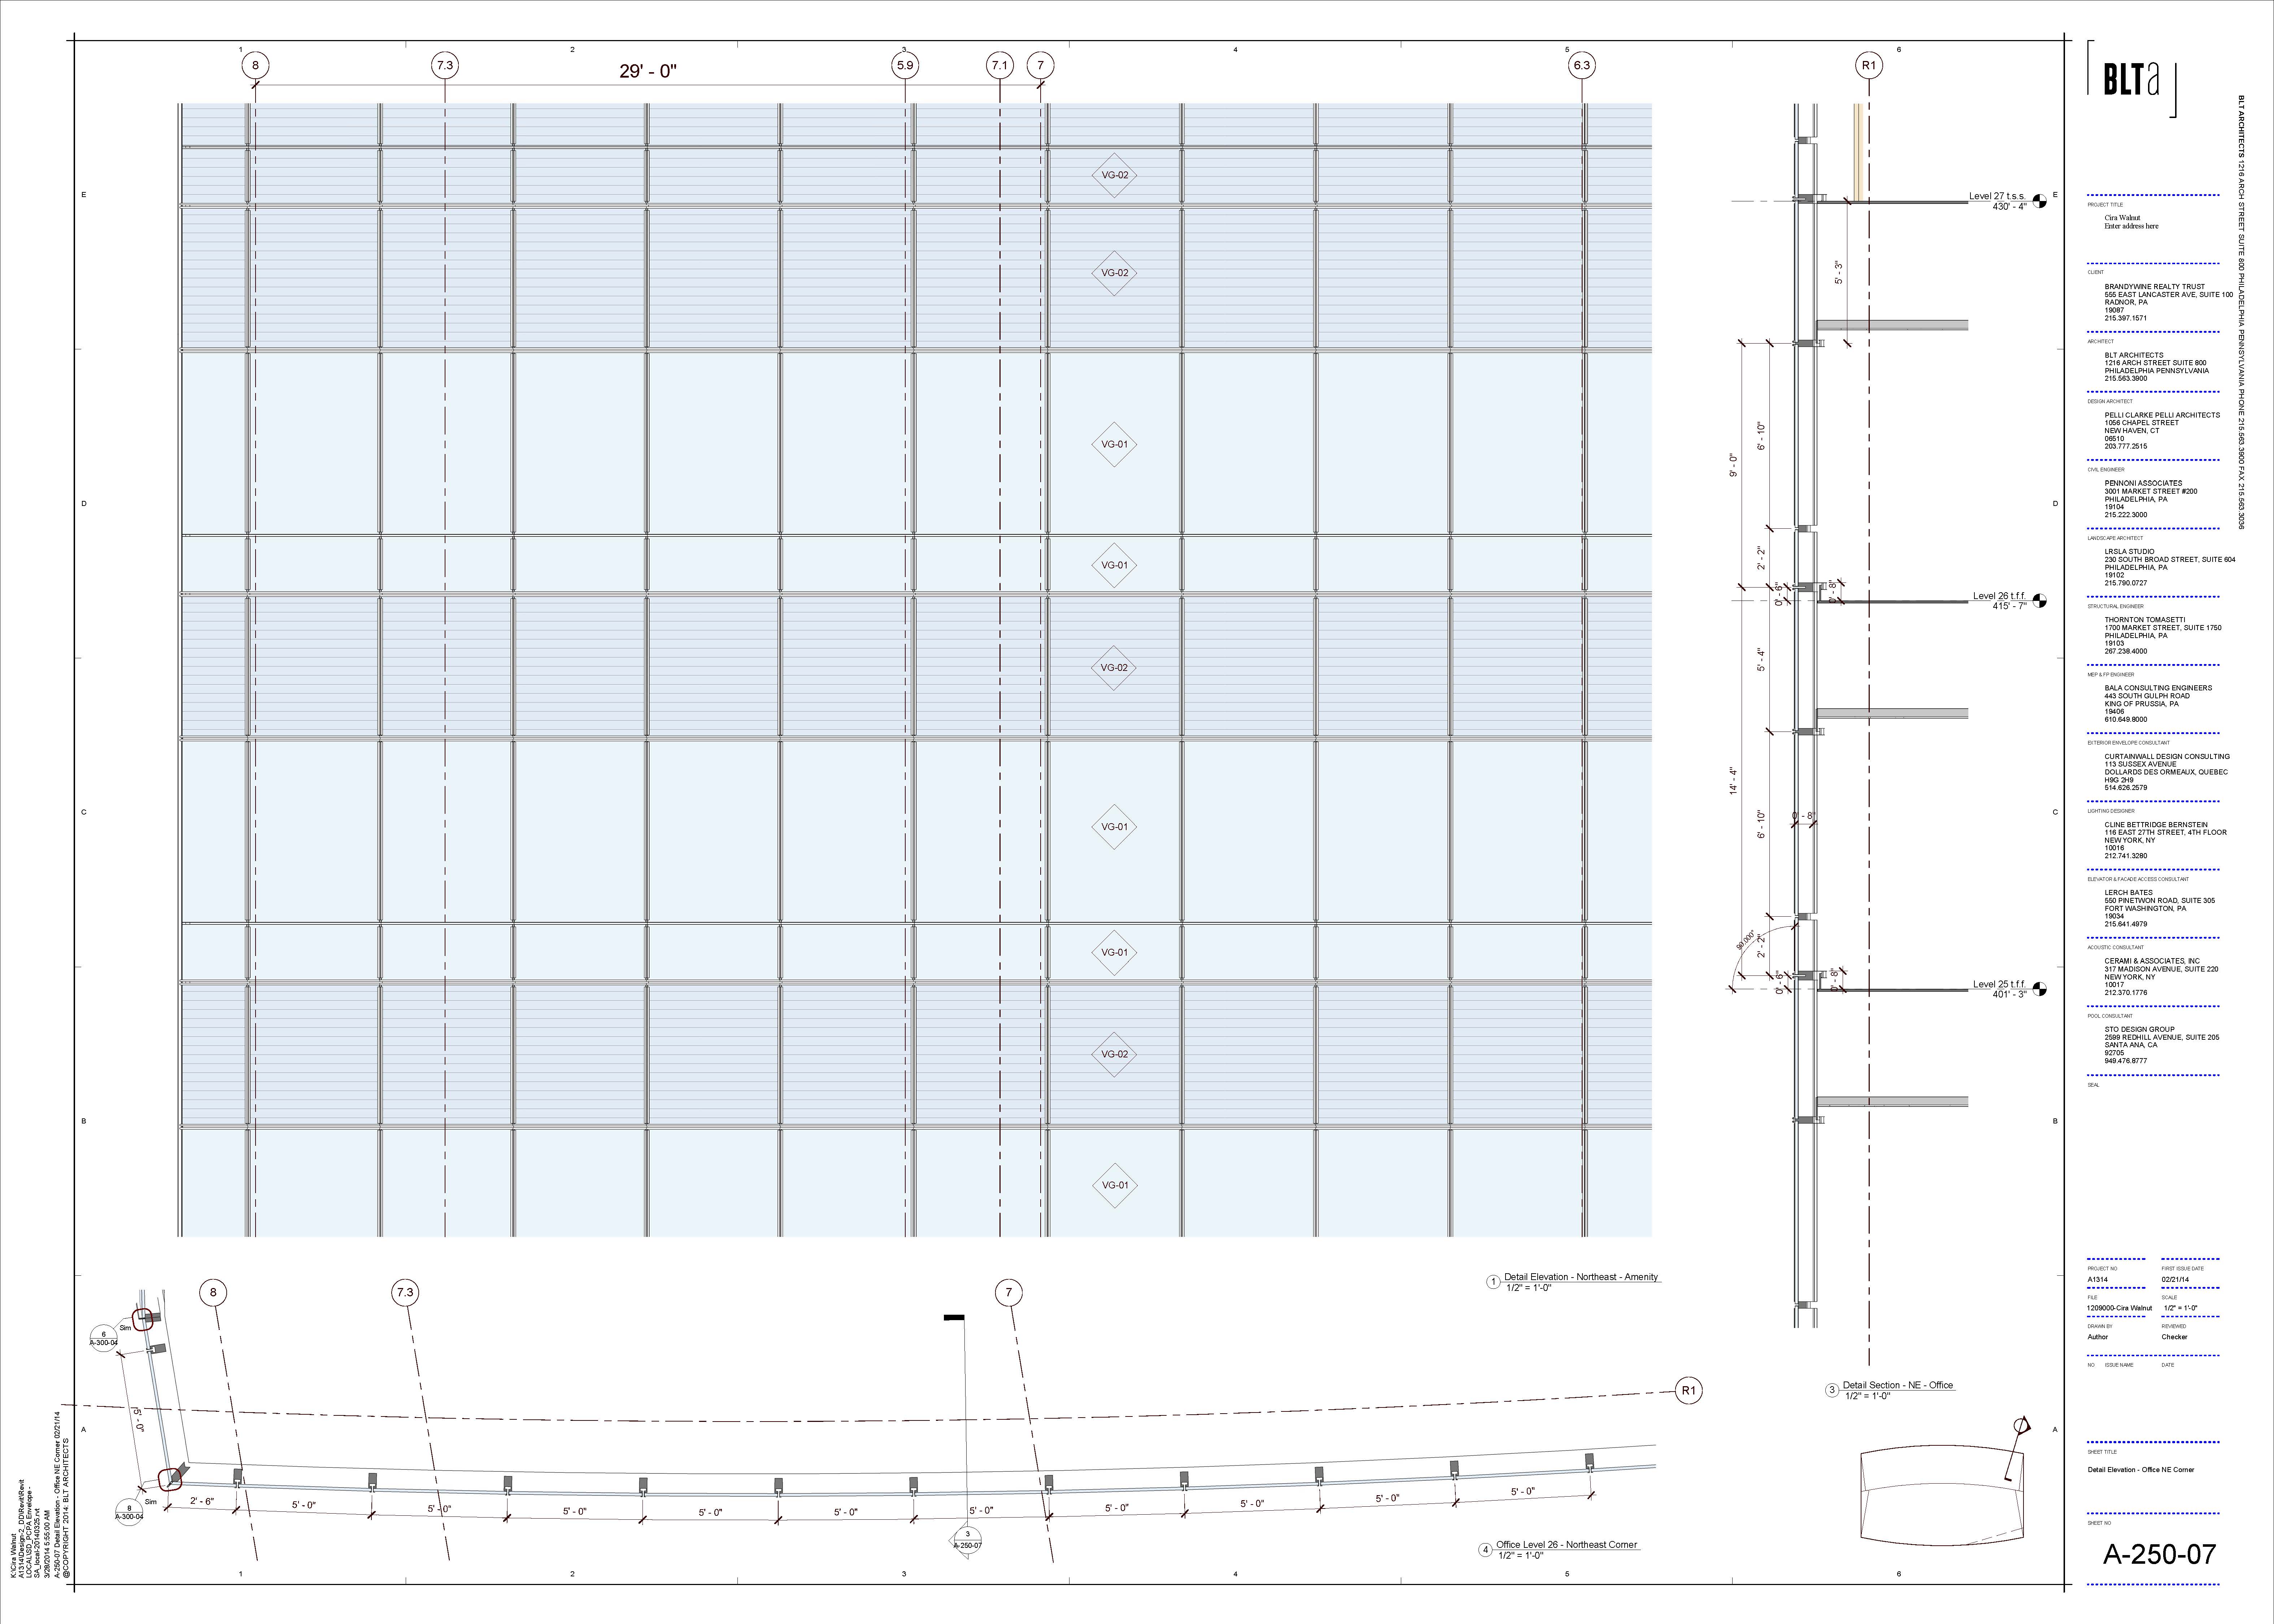 1 2 3 4 5 6
8 7.3 5.9 7.1 7 6.3 R1
29' - 0"
E
D
C
B
A
VG-02
VG-02
VG-01
VG-01
VG-02
VG-01
VG-01
VG-02
VG-01
1 Detail Elevation - Northeast - Amenity
1/2" = 1'-0"
Level 27 t.s.s.
430' - 4"
5' - 3"
6' - 10"
9' - 0"
2' - 2"
0' - 6"
0' - 8"
Level 26 t.f.f.
415' - 7"
5' - 4"
14' - 4"
0' - 8"
6' - 10"
90.000°
2' - 2"
0' - 6"
0' - 8"
Level 25 t.f.f.
401' - 3"
3 Detail Section - NE - Office
1/2" = 1'-0"
E
D
C
B
A
8 7.3 7
R1
6
A-300-04
Sim
5' - 0"
8
A-300-04
Sim
2' - 6"
5' - 0"
5' - 0"
5' - 0"
5' - 0"
5' - 0"
5' - 0"
5' - 0"
5' - 0"
5' - 0"
5' - 0"
3
A-250-07
4 Office Level 26 - Northeast Corner
1/2" = 1'-0"
1 2 3 4 5 6
K:\Cira Walnut
A1314\Design-2_DD\Revit\Revit
LOCAL\SD_PCPA Envelope -
SA_local-20140325.rvt
3/28/2014 5:55:00 AM
A-250-07 Detail Elevation - Office NE Corner 02/21/14
@COPYRIGHT 2014: BLT ARCHITECTS
BLTa
BLT ARCHITECTS 1216 ARCH STREET SUITE 800 PHILADELPHIA PENNSYLVANIA PHONE 215.563.3900 FAX 215.563.3036
PROJECT TITLE
Cira Walnut
Enter address here
CLIENT
BRANDYWINE REALTY TRUST
555 EAST LANCASTER AVE, SUITE 100
RADNOR, PA
19087
215.397.1571
ARCHITECT
BLT ARCHITECTS
1216 ARCH STREET SUITE 800
PHILADELPHIA PENNSYLVANIA
215.563.3900
DESIGN ARCHITECT
PELLI CLARKE PELLI ARCHITECTS
1056 CHAPEL STREET
NEW HAVEN, CT
06510
203.777.2515
CIVIL ENGINEER
PENNONI ASSOCIATES
3001 MARKET STREET #200
PHILADELPHIA, PA
19104
215.222.3000
LANDSCAPE ARCHITECT
LRSLA STUDIO
230 SOUTH BROAD STREET, SUITE 604
PHILADELPHIA, PA
19102
215.790.0727
STRUCTURAL ENGINEER
THORNTON TOMASETTI
1700 MARKET STREET, SUITE 1750
PHILADELPHIA, PA
19103
267.238.4000
MEP & FP ENGINEER
BALA CONSULTING ENGINEERS
443 SOUTH GULPH ROAD
KING OF PRUSSIA, PA
19406
610.649.8000
EXTERIOR ENVELOPE CONSULTANT
CURTAINWALL DESIGN CONSULTING
113 SUSSEX AVENUE
DOLLARDS DES ORMEAUX, QUEBEC
H9G 2H9
514.626.2579
LIGHTING DESIGNER
CLINE BETTRIDGE BERNSTEIN
116 EAST 27TH STREET, 4TH FLOOR
NEW YORK, NY
10016
212.741.3280
ELEVATOR & FACADE ACCESS CONSULTANT
LERCH BATES
550 PINETWON ROAD, SUITE 305
FORT WASHINGTON, PA
19034
215.641.4979
ACOUSTIC CONSULTANT
CERAMI & ASSOCIATES, INC
317 MADISON AVENUE, SUITE 220
NEW YORK, NY
10017
212.370.1776
POOL CONSULTANT
STO DESIGN GROUP
2599 REDHILL AVENUE, SUITE 205
SANTA ANA, CA
92705
949.476.8777
SEAL
PROJECT NO. FIRST ISSUE DATE
A1314 02/21/14
FILE SCALE
1209000-Cira Walnut 1/2" = 1'-0"
DRAWN BY REVIEWED
Author Checker
NO. ISSUE NAME DATE
SHEET TITLE
Detail Elevation - Office NE Corner
SHEET NO
A-250-07